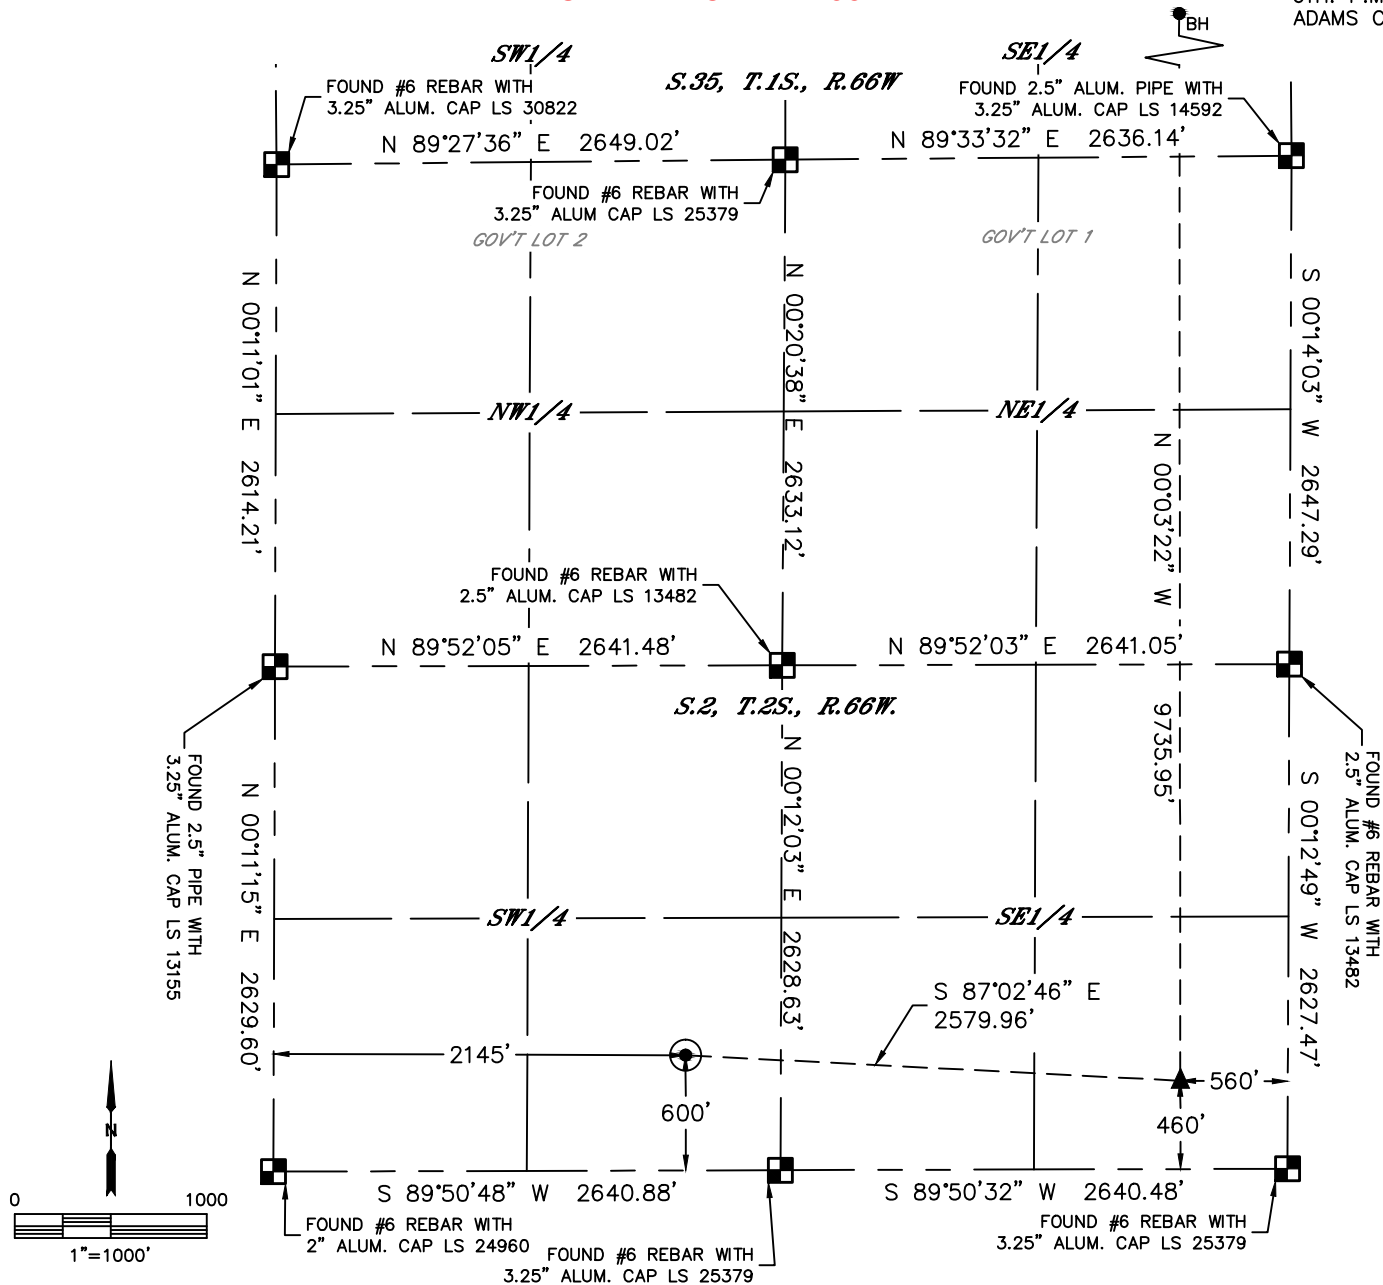 ADAMS C
BH
SW1/4
SE1/4
S.35, T.1S., R.66W
FOUND #6 REBAR WITH
3.25" ALUM. CAP LS 30822
FOUND 2.5" ALUM. PIPE WITH
3.25" ALUM. CAP LS 14592
N 89°27'36" E 2649.02'
N 89°33'32" E 2636.14'
FOUND #6 REBAR WITH
3.25" ALUM CAP LS 25379
GOV'T LOT 2
GOV'T LOT 1
N 00°11'01" E 2614.21'
N 00°20'38" E 2633.12'
S 00°14'03" W 2647.29'
NW1/4
NE1/4
N 00°03'22" W 9735.95'
FOUND #6 REBAR WITH
2.5" ALUM. CAP LS 13482
N 89°52'05" E 2641.48'
N 89°52'03" E 2641.05'
S.2, T.2S., R.66W.
FOUND 2.5" PIPE WITH
3.25" ALUM. CAP LS 13155
N 00°11'15" E 2629.60'
N 00°12'03" E 2628.63'
S 00°12'49" W 2627.47'
FOUND #6 REBAR WITH
2.5" ALUM. CAP LS 13482
SW1/4
SE1/4
S 87°02'46" E
2579.96'
2145'
560'
600'
460'
N
S 89°50'48" W 2640.88'
S 89°50'32" W 2640.48'
0 1000
1"=1000'
FOUND #6 REBAR WITH
2" ALUM. CAP LS 24960
FOUND #6 REBAR WITH
3.25" ALUM. CAP LS 25379
FOUND #6 REBAR WITH
3.25" ALUM. CAP LS 25379